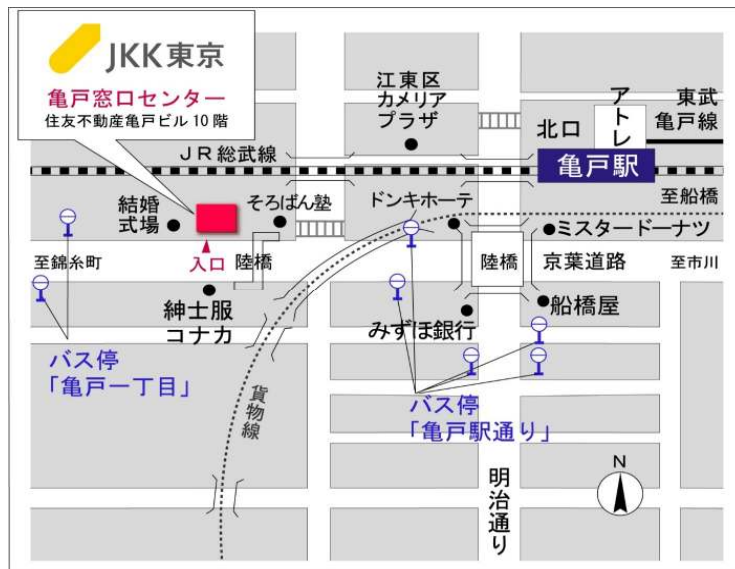 JKK東京
亀戸窓口センター
住友不動産亀戸ビル10階
江東区
カメリア
プラザ
アトレ
東武
亀戸線
北口
JR総武線
亀戸駅
至船橋
結婚
式場
そろばん塾
ドンキホーテ
ミスタードーナツ
至錦糸町
入口
陸橋
陸橋
京葉道路
至市川
紳士服
コナカ
みずほ銀行
船橋屋
バス停
「亀戸一丁目」
貨物線
バス停
「亀戸駅通り」
明治通り
N